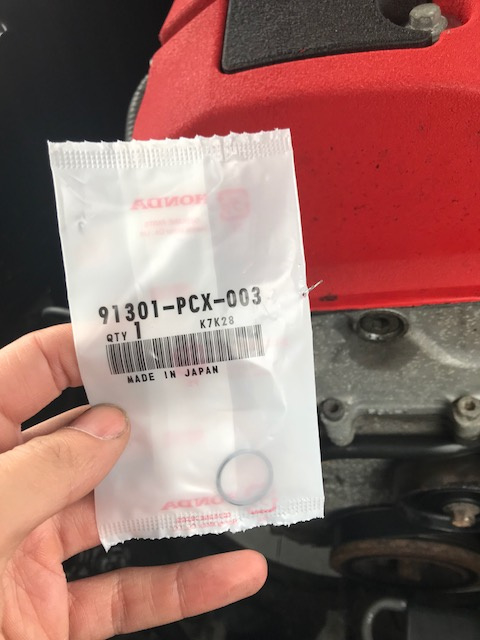 HONDA
91301-PCX-003
QTY 1 K7K28
MADE IN JAPAN
HONDA